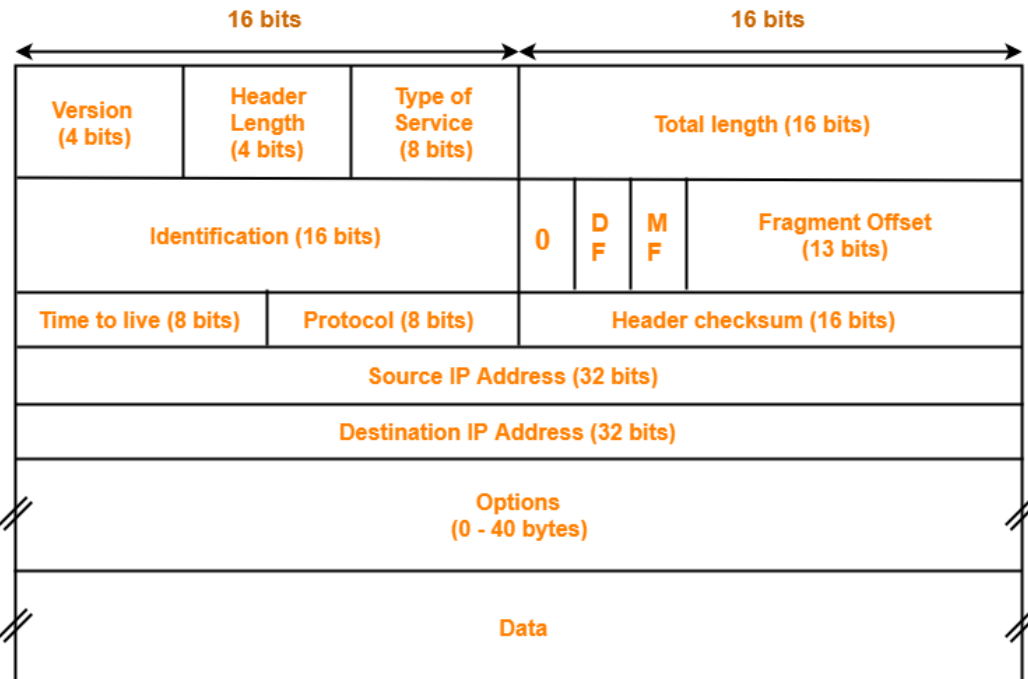 16 bits
16 bits
Version
(4 bits)
Header
Length
(4 bits)
Type of
Service
(8 bits)
Total length (16 bits)
Identification (16 bits)
0
D
F
M
F
Fragment Offset
(13 bits)
Time to live (8 bits)
Protocol (8 bits)
Header checksum (16 bits)
Source IP Address (32 bits)
Destination IP Address (32 bits)
Options
(0 - 40 bytes)
Data